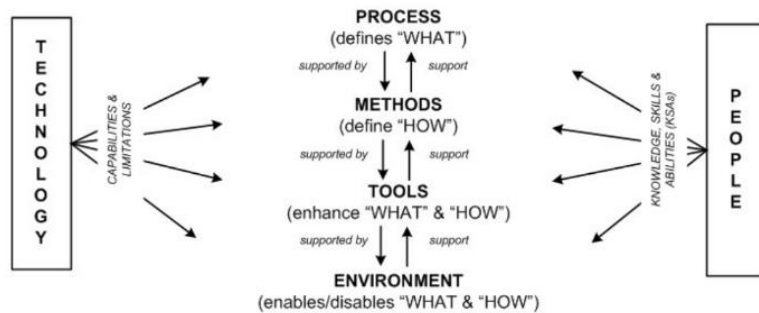 TECHNOLOGY
CAPABILITIES &
LIMITATIONS
PROCESS
(defines “WHAT”)
supported by support
METHODS
(define “HOW”)
supported by support
TOOLS
(enhance “WHAT” & “HOW”)
supported by support
ENVIRONMENT
(enables/disables “WHAT & “HOW”)
KNOWLEDGE, SKILLS &
ABILITIES (KSAs)
PEOPLE